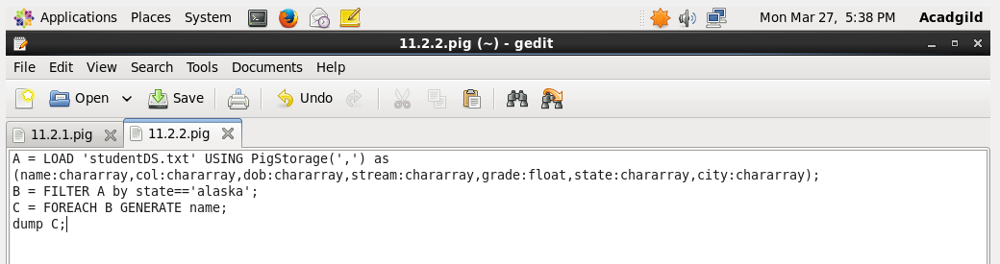 Applications Places System Mon Mar 27, 5:38 PM Acadgild
11.2.2.pig (~) - gedit
File Edit View Search Tools Documents Help
Open Save Undo
11.2.1.pig 11.2.2.pig
A = LOAD 'studentDS.txt' USING PigStorage(',') as
(name:chararray,col:chararray,dob:chararray,stream:chararray,grade:float,state:chararray,city:chararray);
B = FILTER A by state=='alaska';
C = FOREACH B GENERATE name;
dump C;